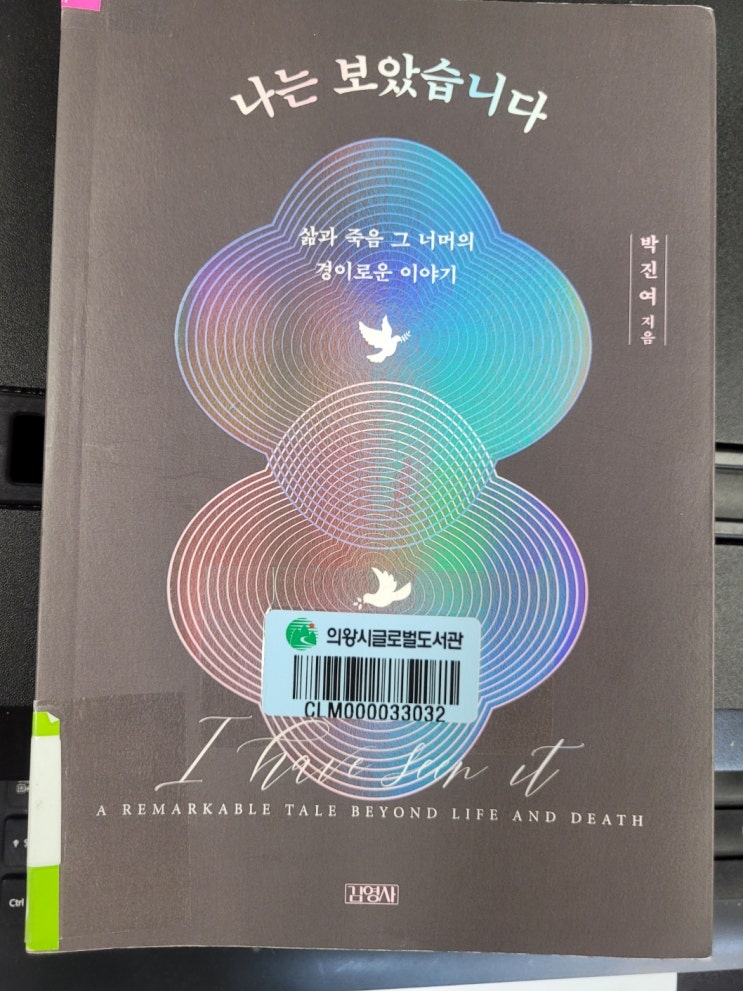 나는 보았습니다
삶과 죽음 그 너머의
경이로운 이야기
박진여 지음
의왕시글로벌도서관
CLM000033032
I have seen it
A REMARKABLE TALE BEYOND LIFE AND DEATH
김영사
Ctrl